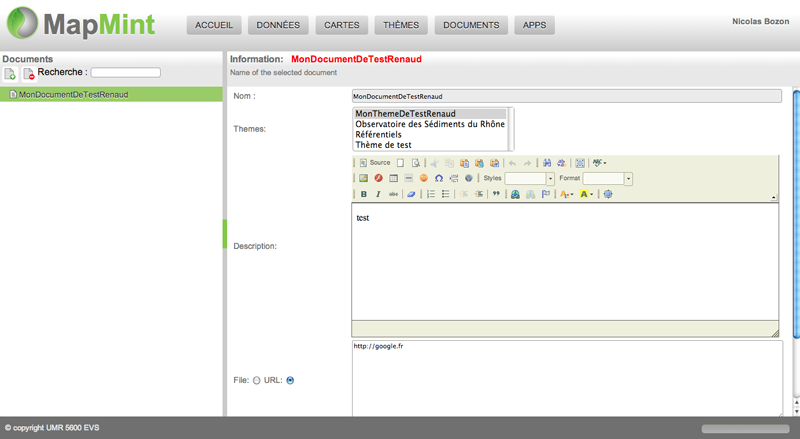 MapMint
ACCUEIL DONNÉES CARTES THÈMES DOCUMENTS APPS
Nicolas Bozon
Documents
Recherche :
MonDocumentDeTestRenaud
Information: MonDocumentDeTestRenaud
Name of the selected document
Nom : MonDocumentDeTestRenaud
Themes: MonThemeDeTestRenaud
Observatoire des Sédiments du Rhône
Référentiels
Thème de test
Source ABC
Styles Format
B I abc A A
test
Description:
http://google.fr
File: URL:
© copyright UMR 5600 EVS